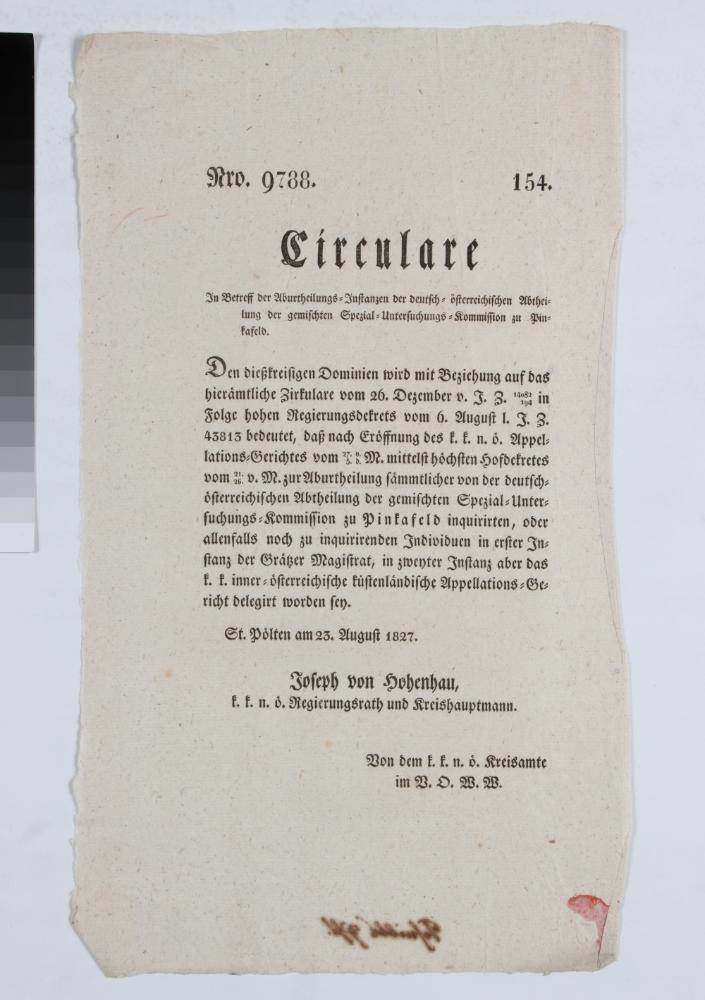 Nro. 9788. 154.
Circulare
In Betreff der Aburtheilungs-Instanzen der deutsch-österreichischen Abthei-
lung der gemischten Spezial-Untersuchungs-Kommission zu Pin-
kafeld.
Den dießkreisigen Dominien wird mit Beziehung auf das
hierämtliche Zirkulare vom 26. Dezember v. J. Z. 14082/194 in
Folge hohen Regierungsdekrets vom 6. August l. J. Z.
43813 bedeutet, daß nach Eröffnung des k. k. n. ö. Appel-
lations-Gerichtes vom M. mittelst höchsten Hofdekretes
vom v. M. zur Aburtheilung sämmtlicher von der deutsch-
österreichischen Abtheilung der gemischten Spezial-Unter-
suchungs-Kommission zu Pinkafeld inquirirten, oder
allenfalls noch zu inquirirenden Individuen in erster In-
stanz der Grätzer Magistrat, in zweyter Instanz aber das
k. k. inner-österreichische küstenländische Appellations-Ge-
richt delegirt worden sey.
St. Pölten am 23. August 1827.
Joseph von Hohenhau,
k. k. n. ö. Regierungsrath und Kreishauptmann.
Von dem k. k. n. ö. Kreisamte
im V. O. W. W.